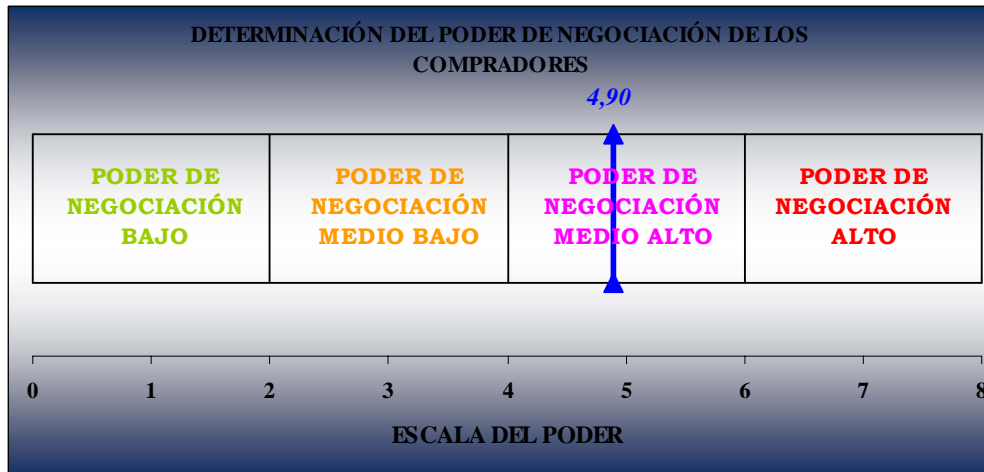 DETERMINACIÓN DEL PODER DE NEGOCIACIÓN DE LOS
COMPRADORES
4,90
PODER DE
NEGOCIACIÓN
BAJO
PODER DE
NEGOCIACIÓN
MEDIO BAJO
PODER DE
NEGOCIACIÓN
MEDIO ALTO
PODER DE
NEGOCIACIÓN
ALTO
0 1 2 3 4 5 6 7 8
ESCALA DEL PODER